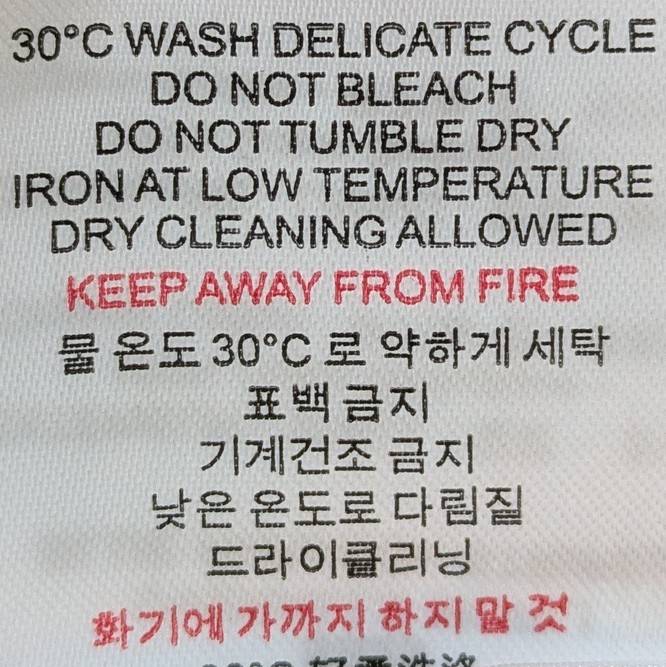 30°C WASH DELICATE CYCLE
DO NOT BLEACH
DO NOT TUMBLE DRY
IRON AT LOW TEMPERATURE
DRY CLEANING ALLOWED
KEEP AWAY FROM FIRE
물 온도 30°C 로 약하게 세탁
표백 금지
기계건조 금지
낮은 온도로 다림질
드라이클리닝
화기에 가까지 하지 말 것